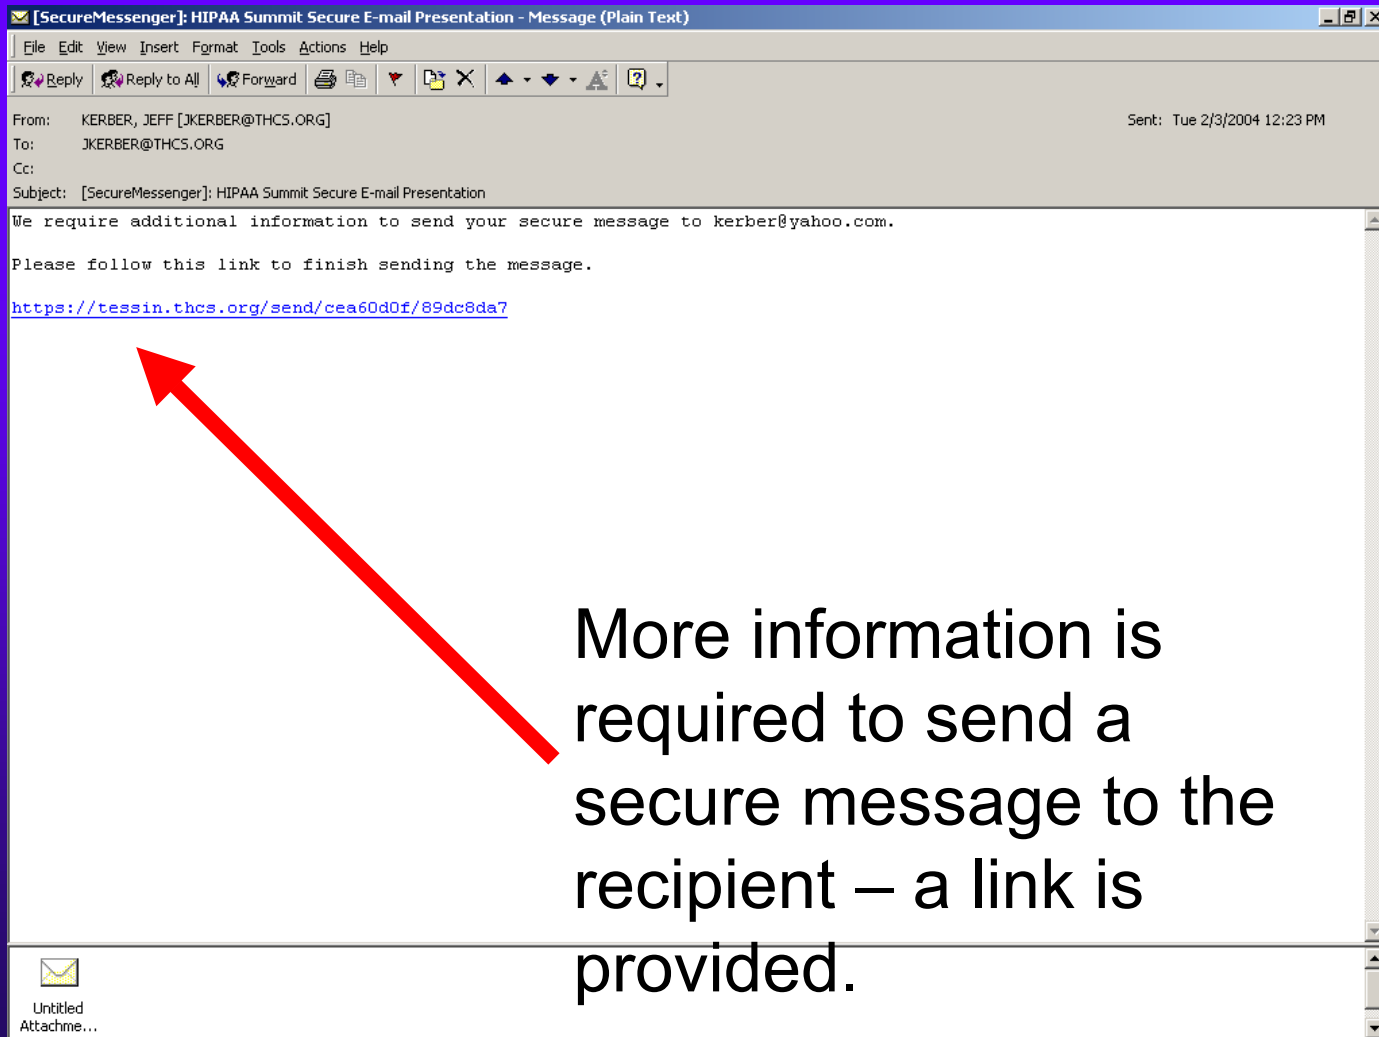 [SecureMessenger]: HIPAA Summit Secure E-mail Presentation - Message (Plain Text)
File Edit View Insert Format Tools Actions Help
Reply Reply to All Forward
From: KERBER, JEFF [JKERBER@THCS.ORG] Sent: Tue 2/3/2004 12:23 PM
To: JKERBER@THCS.ORG
Cc:
Subject: [SecureMessenger]: HIPAA Summit Secure E-mail Presentation
We require additional information to send your secure message to kerber@yahoo.com.
Please follow this link to finish sending the message.
https://tessin.thcs.org/send/cea60d0f/89dc8da7
More information is
required to send a
secure message to the
recipient – a link is
provided.
Untitled
Attachme...